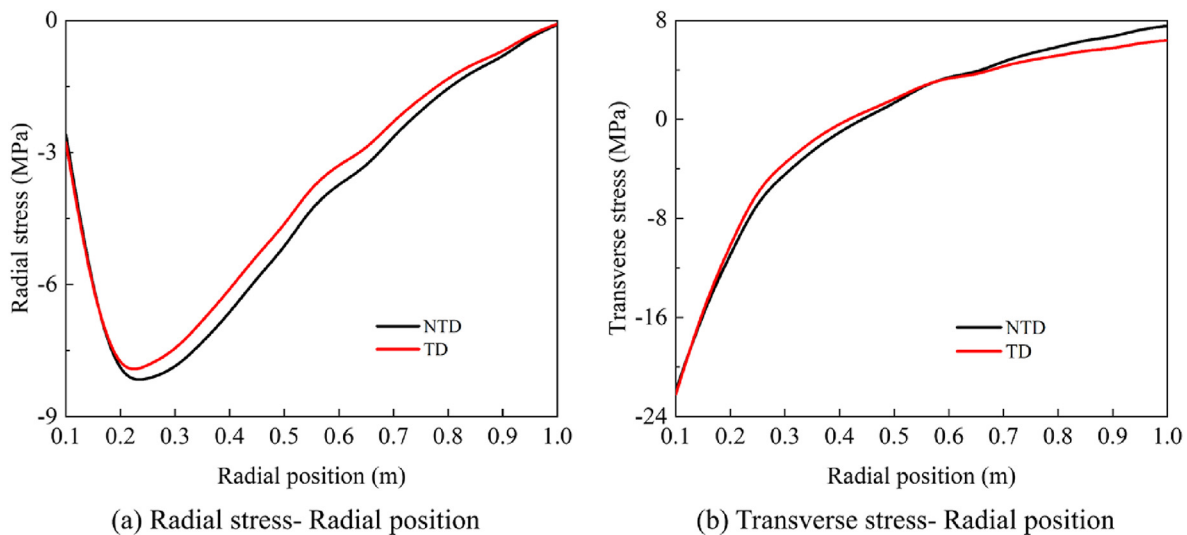 0
-3
-6
-9
Radial stress (MPa)
NTD
TD
0.1 0.2 0.3 0.4 0.5 0.6 0.7 0.8 0.9 1.0
Radial position (m)
(a) Radial stress- Radial position
8
0
-8
-16
-24
Transverse stress (MPa)
NTD
TD
0.1 0.2 0.3 0.4 0.5 0.6 0.7 0.8 0.9 1.0
Radial position (m)
(b) Transverse stress- Radial position